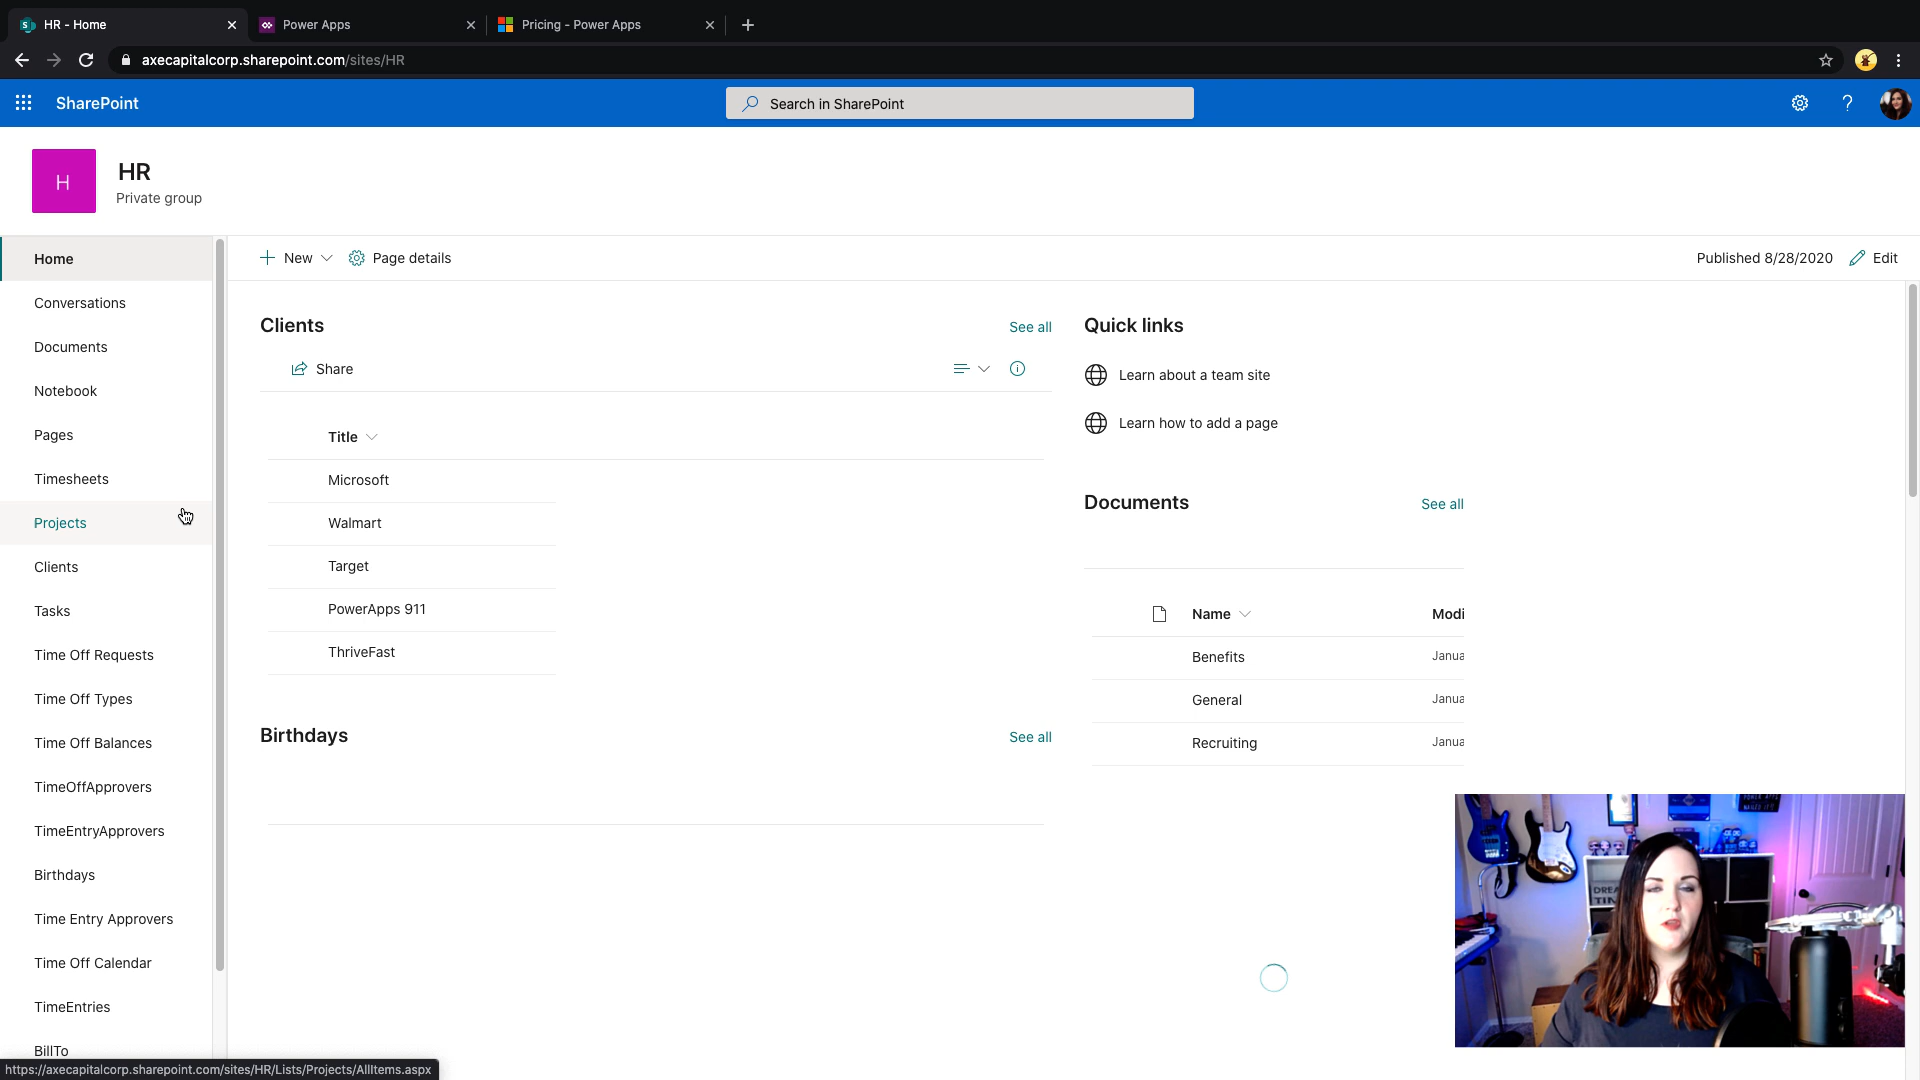 HR - Home
Power Apps
Pricing - Power Apps
axecapitalcorp.sharepoint.com/sites/HR
SharePoint
Search in SharePoint
H
HR
Private group
Home
Conversations
Documents
Notebook
Pages
Timesheets
Projects
Clients
Tasks
Time Off Requests
Time Off Types
Time Off Balances
TimeOffApprovers
TimeEntryApprovers
Birthdays
Time Entry Approvers
Time Off Calendar
TimeEntries
BillTo
New
Page details
Published 8/28/2020
Edit
Clients
See all
Share
Title
Microsoft
Walmart
Target
PowerApps 911
ThriveFast
Birthdays
See all
Quick links
Learn about a team site
Learn how to add a page
Documents
See all
Name
Modi
Benefits
Janua
General
Janua
Recruiting
Janua
https://axecapitalcorp.sharepoint.com/sites/HR/Lists/Projects/AllItems.aspx